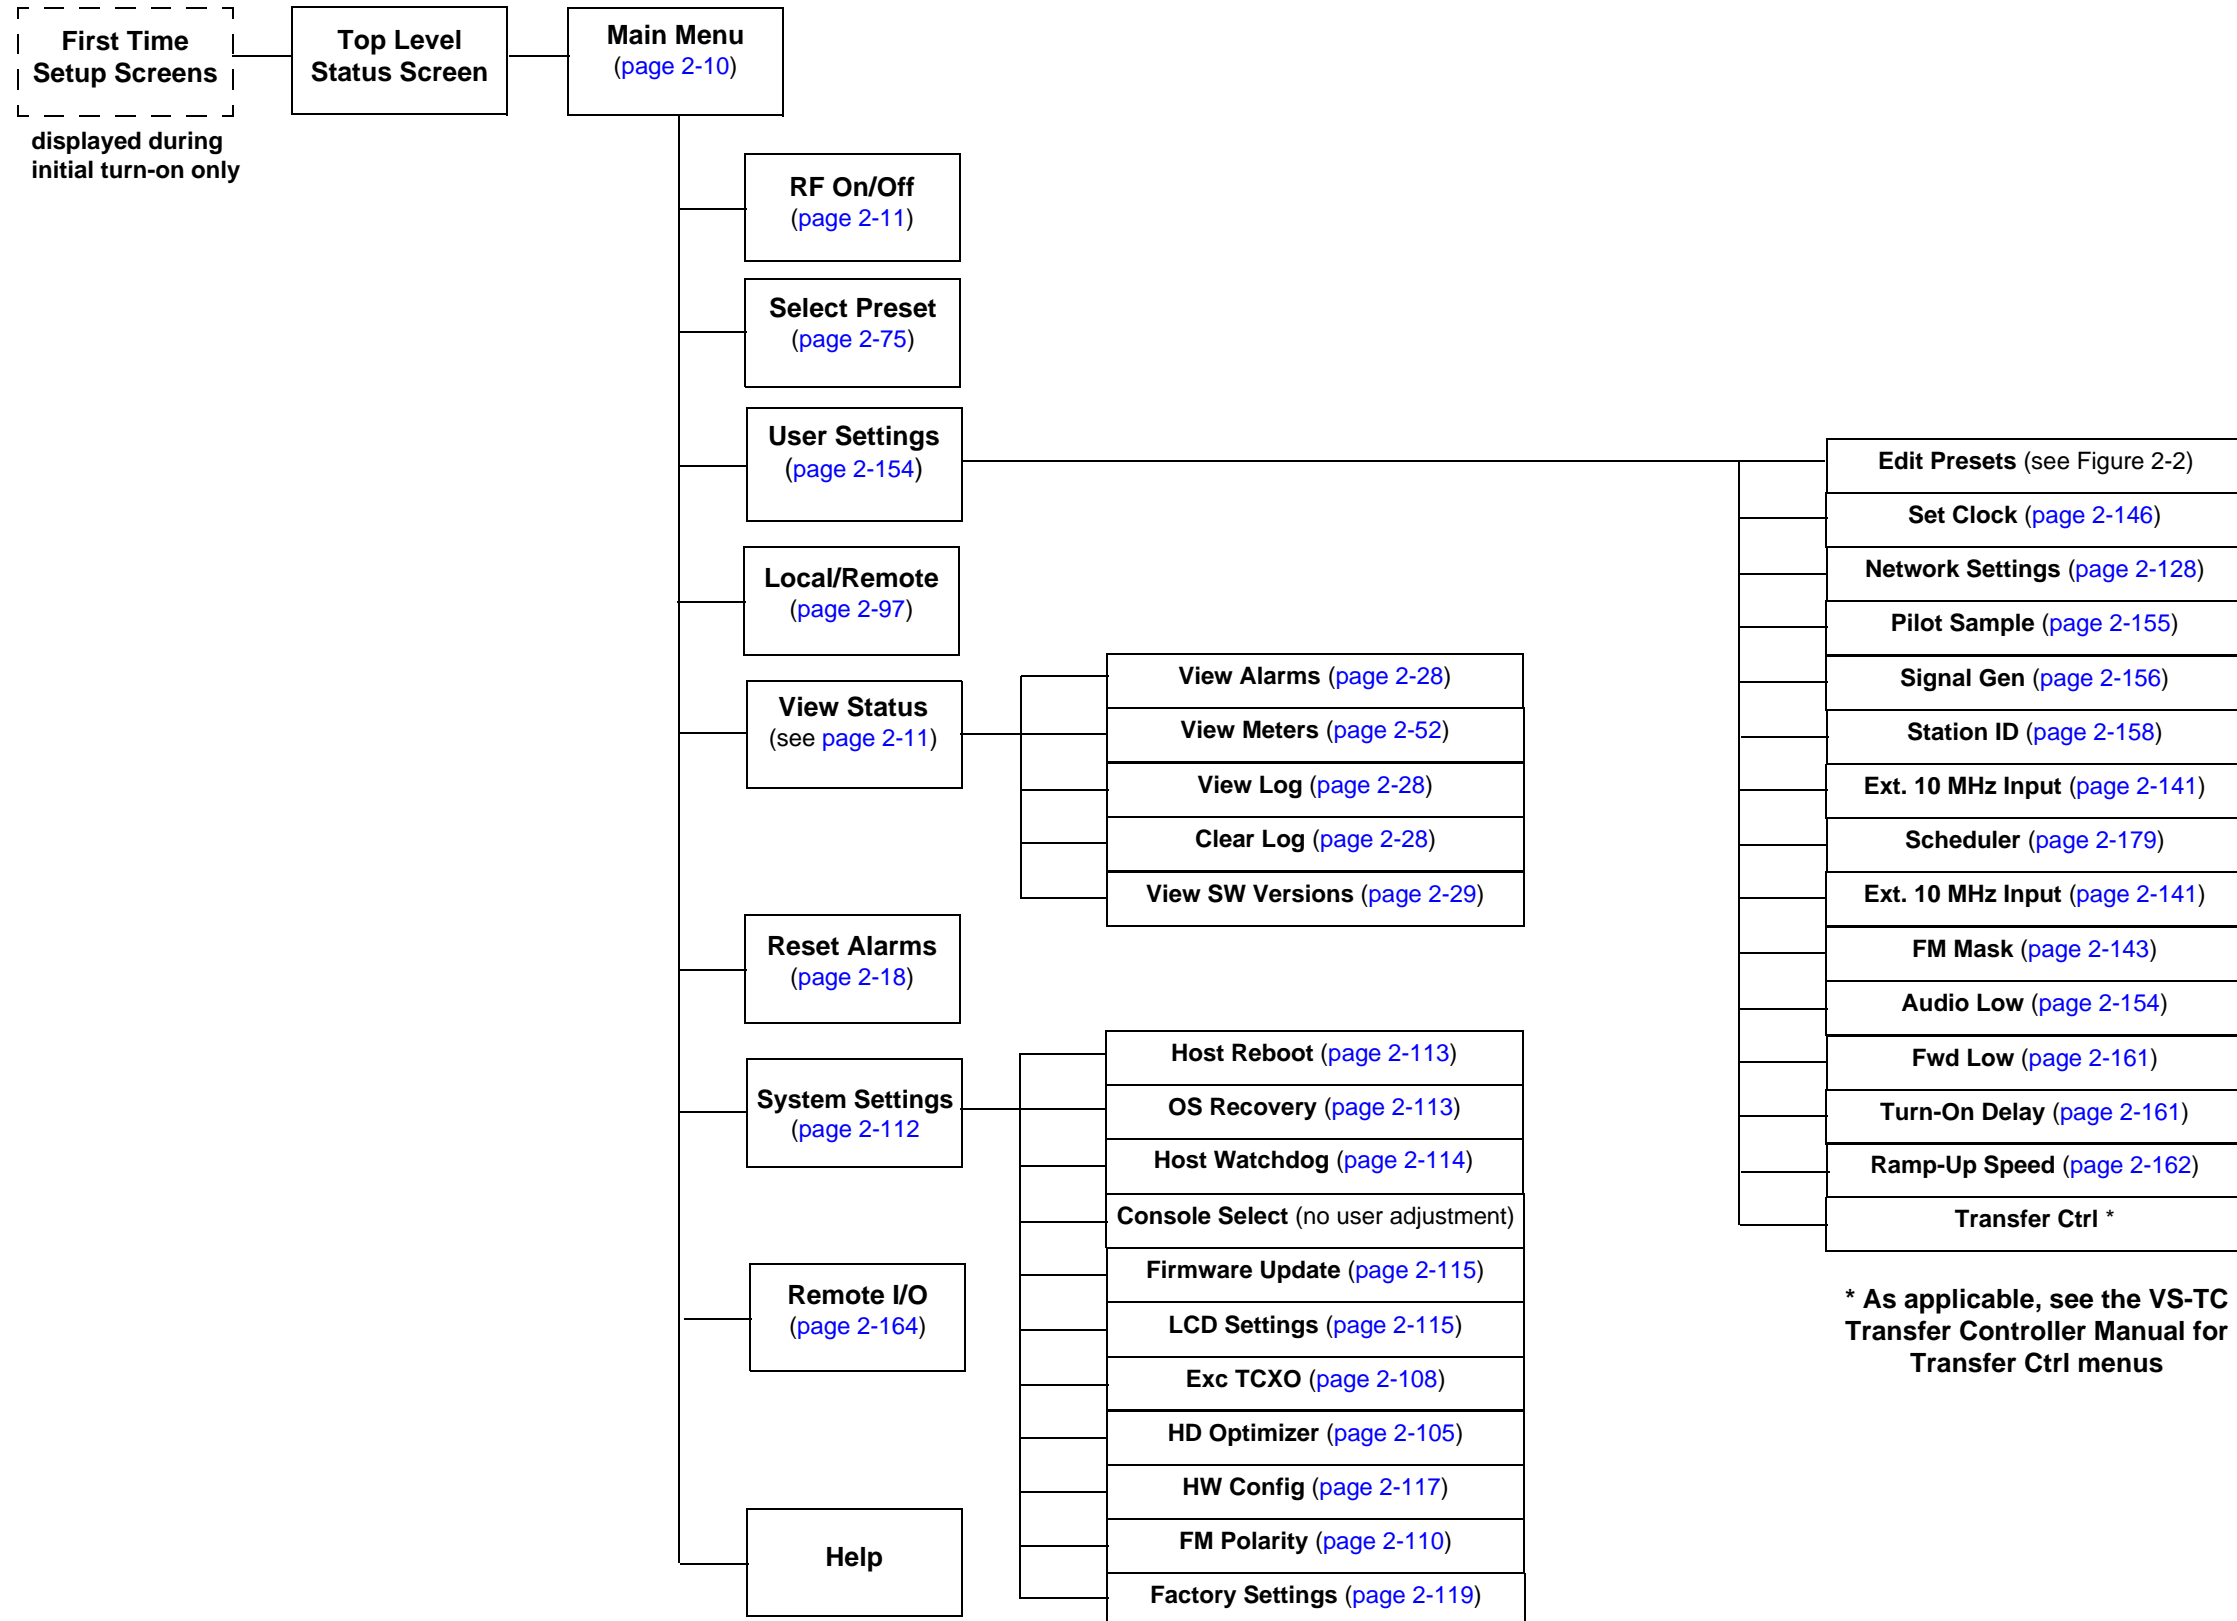 First Time
Setup Screens
displayed during
initial turn-on only
Top Level
Status Screen
Main Menu
(page 2-10)
RF On/Off
(page 2-11)
Select Preset
(page 2-75)
User Settings
(page 2-154)
Local/Remote
(page 2-97)
View Status
(see page 2-11)
Reset Alarms
(page 2-18)
System Settings
(page 2-112
Remote I/O
(page 2-164)
Help
View Alarms (page 2-28)
View Meters (page 2-52)
View Log (page 2-28)
Clear Log (page 2-28)
View SW Versions (page 2-29)
Host Reboot (page 2-113)
OS Recovery (page 2-113)
Host Watchdog (page 2-114)
Console Select (no user adjustment)
Firmware Update (page 2-115)
LCD Settings (page 2-115)
Exc TCXO (page 2-108)
HD Optimizer (page 2-105)
HW Config (page 2-117)
FM Polarity (page 2-110)
Factory Settings (page 2-119)
Edit Presets (see Figure 2-2)
Set Clock (page 2-146)
Network Settings (page 2-128)
Pilot Sample (page 2-155)
Signal Gen (page 2-156)
Station ID (page 2-158)
Ext. 10 MHz Input (page 2-141)
Scheduler (page 2-179)
Ext. 10 MHz Input (page 2-141)
FM Mask (page 2-143)
Audio Low (page 2-154)
Fwd Low (page 2-161)
Turn-On Delay (page 2-161)
Ramp-Up Speed (page 2-162)
Transfer Ctrl *
* As applicable, see the VS-TC
Transfer Controller Manual for
Transfer Ctrl menus